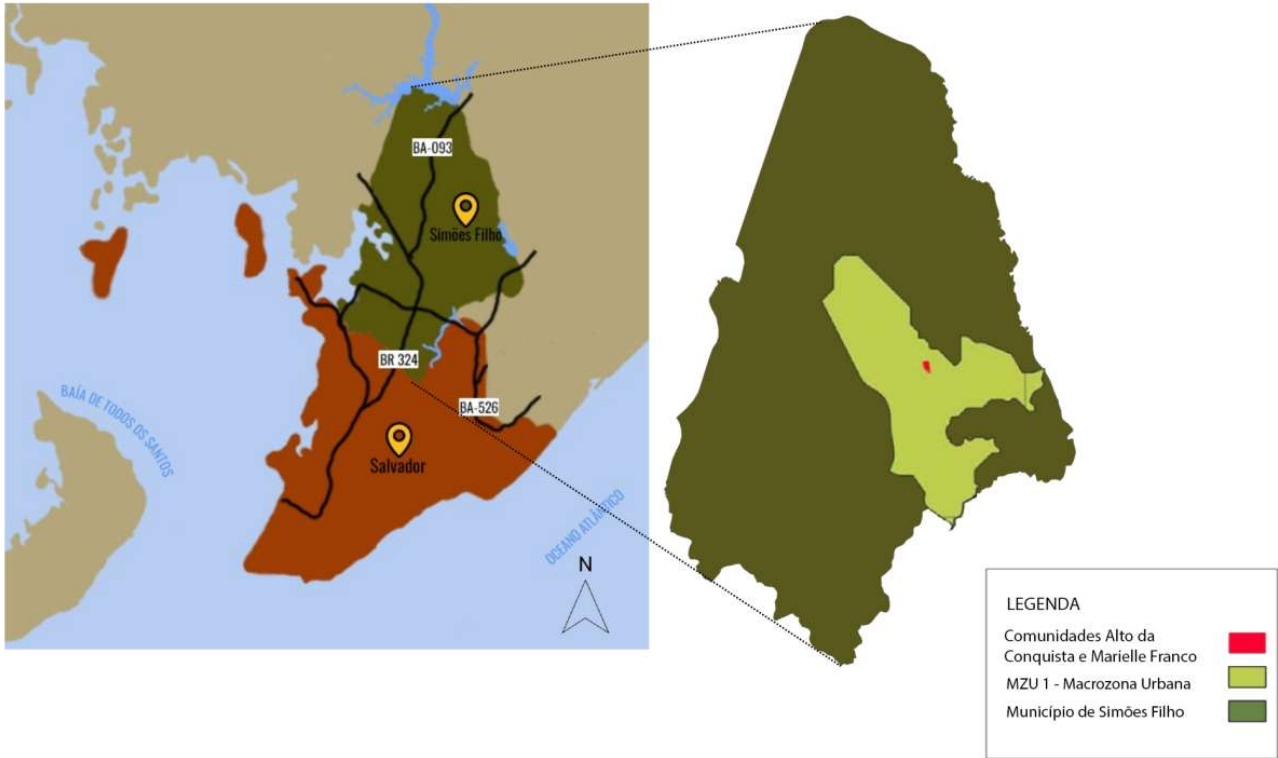 BA-093
Simões Filho
BR 324
BA-526
BAÍA DE TODOS OS SANTOS
Salvador
OCEANO ATLÂNTICO
N
LEGENDA
Comunidades Alto da
Conquista e Marielle Franco
MZU 1 - Macrozona Urbana
Município de Simões Filho